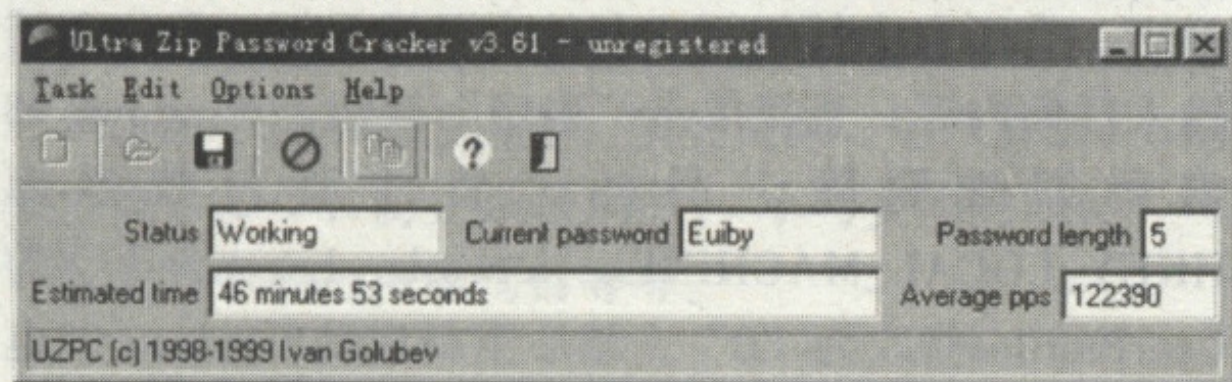 Ultra Zip Password Cracker v3.61 - unregistered
Task Edit Options Help
Status Working Current password Euiby Password length 5
Estimated time 46 minutes 53 seconds Average pps 122390
UZPC (c) 1998-1999 Ivan Golubev